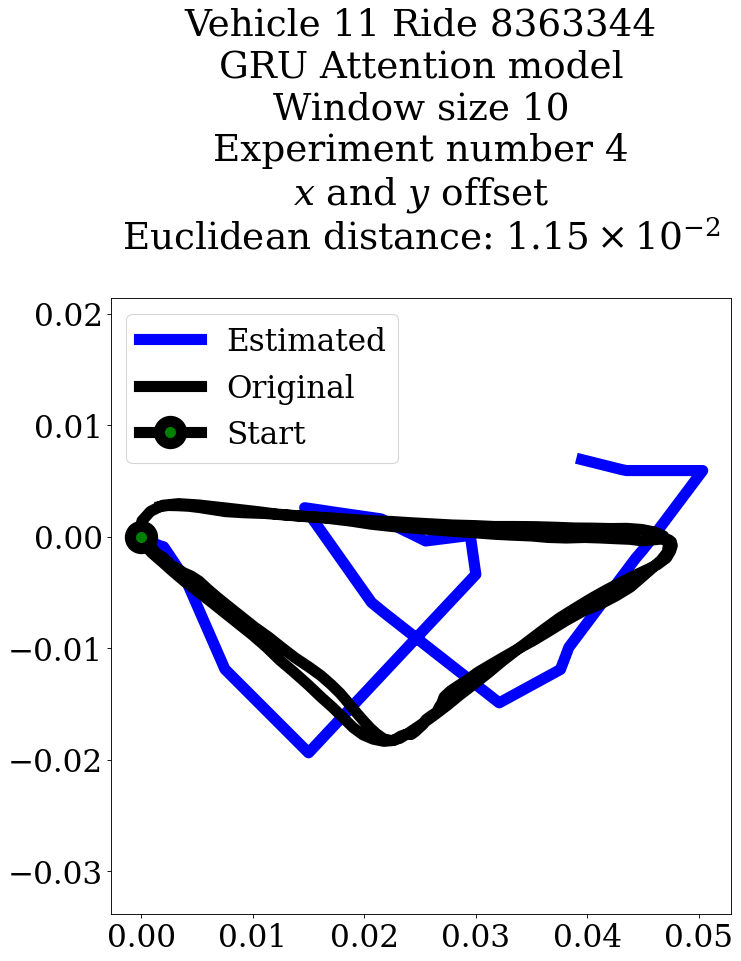 Vehicle 11 Ride 8363344
GRU Attention model
Window size 10
Experiment number 4
x and y offset
Euclidean distance: 1.15 × 10⁻²
Estimated
Original
Start
0.02
0.01
0.00
−0.01
−0.02
−0.03
0.00 0.01 0.02 0.03 0.04 0.05